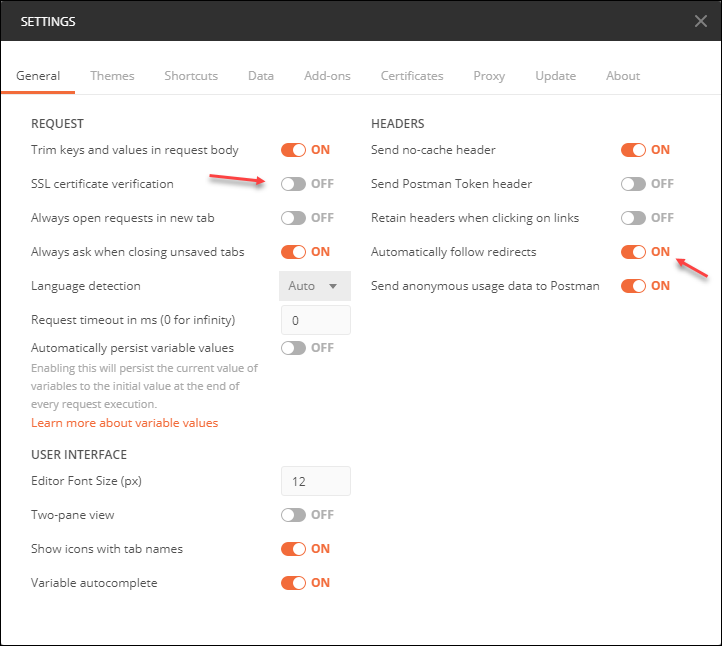 SETTINGS
General Themes Shortcuts Data Add-ons Certificates Proxy Update About
REQUEST
Trim keys and values in request body ON
SSL certificate verification OFF
Always open requests in new tab OFF
Always ask when closing unsaved tabs ON
Language detection Auto
Request timeout in ms (0 for infinity) 0
Automatically persist variable values OFF
Enabling this will persist the current value of
variables to the initial value at the end of
every request execution.
Learn more about variable values
USER INTERFACE
Editor Font Size (px) 12
Two-pane view OFF
Show icons with tab names ON
Variable autocomplete ON
HEADERS
Send no-cache header ON
Send Postman Token header OFF
Retain headers when clicking on links OFF
Automatically follow redirects ON
Send anonymous usage data to Postman ON